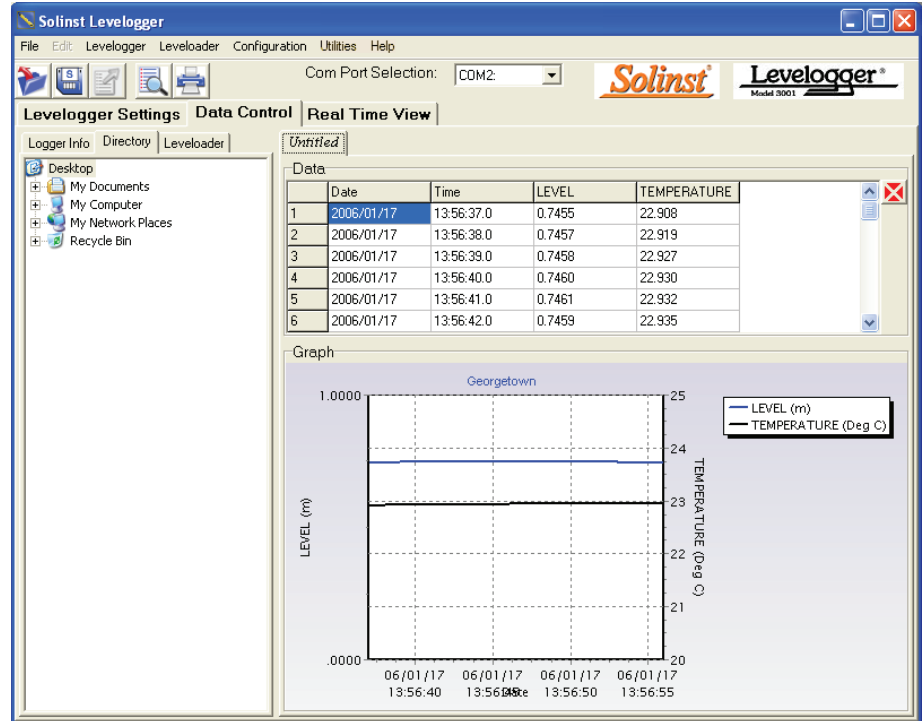 Solinst Levelogger
File Edit Levelogger Leveloader Configuration Utilities Help
Com Port Selection: COM2:
Solinst
Levelogger
Model 3001
Levelogger Settings Data Control Real Time View
Logger Info Directory Leveloader
Desktop
My Documents
My Computer
My Network Places
Recycle Bin
Untitled
Data
Date Time LEVEL TEMPERATURE
1 2006/01/17 13:56:37.0 0.7455 22.908
2 2006/01/17 13:56:38.0 0.7457 22.919
3 2006/01/17 13:56:39.0 0.7458 22.927
4 2006/01/17 13:56:40.0 0.7460 22.930
5 2006/01/17 13:56:41.0 0.7461 22.932
6 2006/01/17 13:56:42.0 0.7459 22.935
Graph
Georgetown
1.0000
.0000
LEVEL (m)
25
24
23
22
21
20
TEMPERATURE (Deg C)
LEVEL (m)
TEMPERATURE (Deg C)
06/01/17 06/01/17 06/01/17 06/01/17
13:56:40 13:56:45 13:56:50 13:56:55
Date